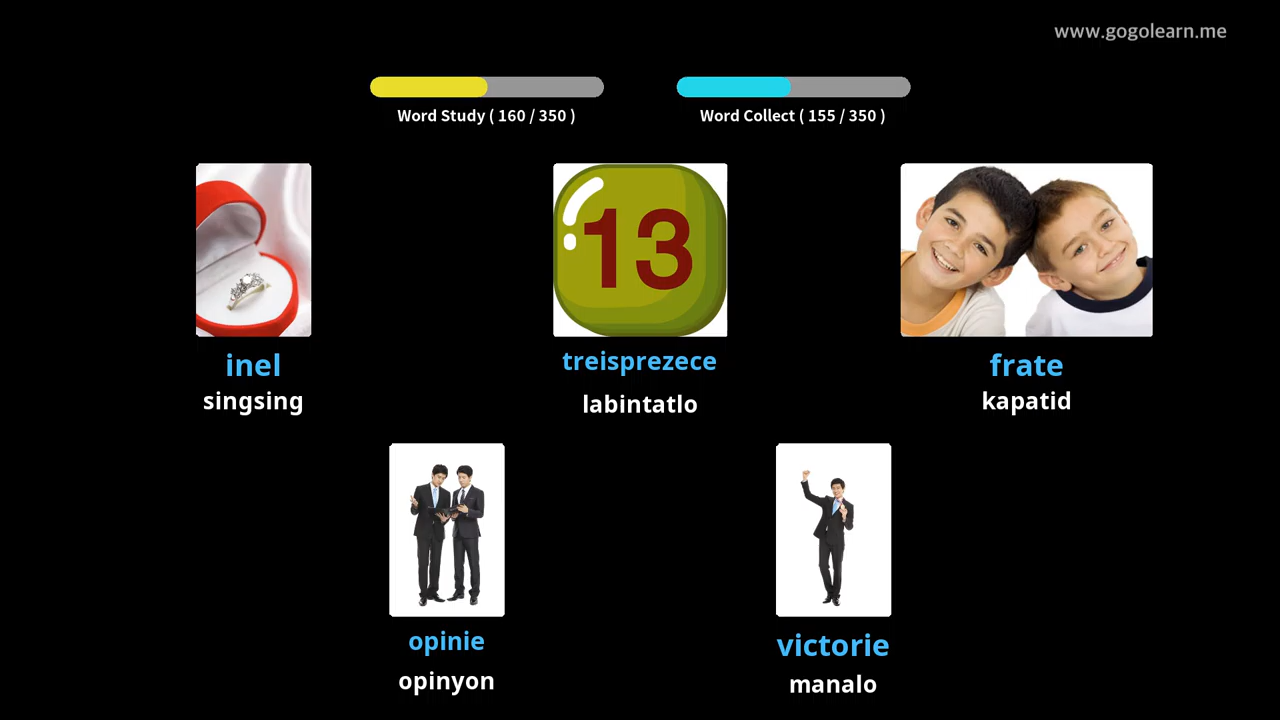 www.gogolearn.me
Word Study ( 160 / 350 )
Word Collect ( 155 / 350 )
13
inel
singsing
treisprezece
labintatlo
frate
kapatid
opinie
opinyon
victorie
manalo